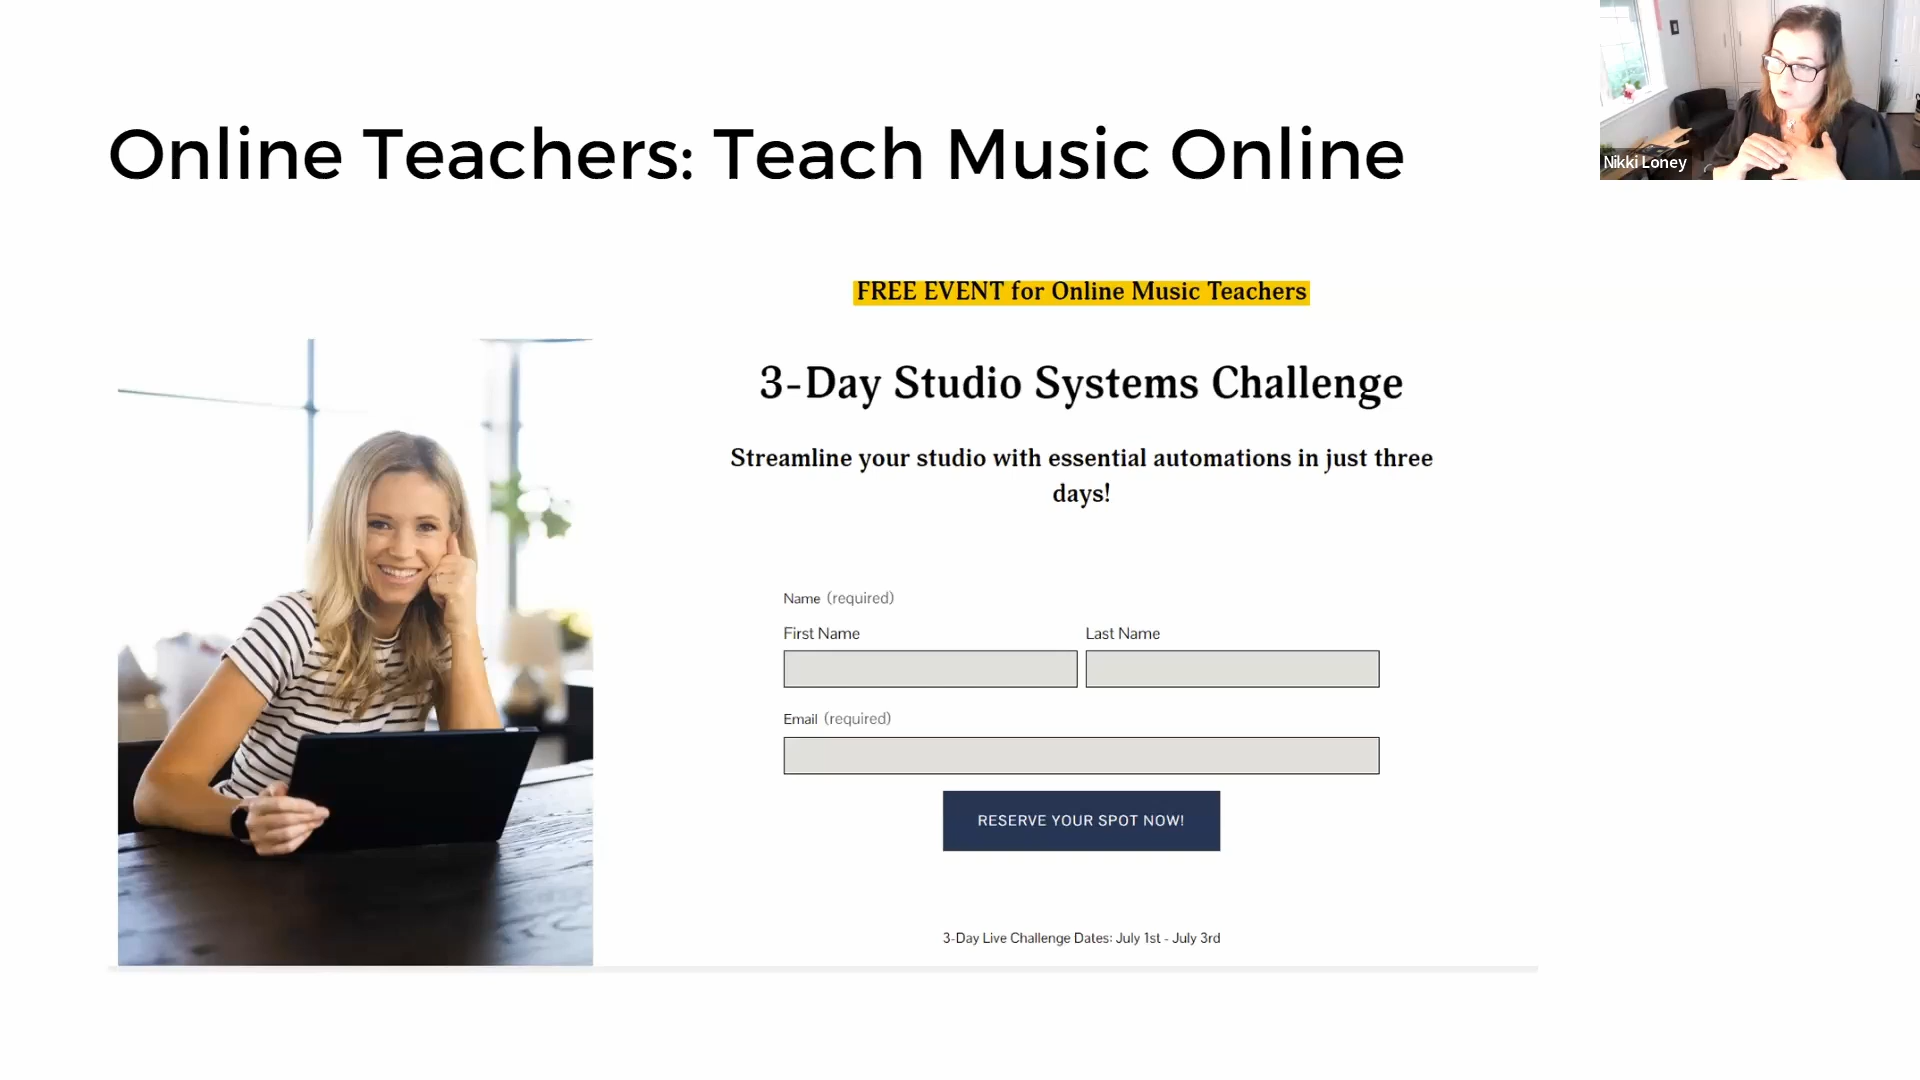 Online Teachers: Teach Music Online
Nikki Loney
FREE EVENT for Online Music Teachers
3-Day Studio Systems Challenge
Streamline your studio with essential automations in just three
days!
Name (required)
First Name Last Name
Email (required)
RESERVE YOUR SPOT NOW!
3-Day Live Challenge Dates: July 1st - July 3rd